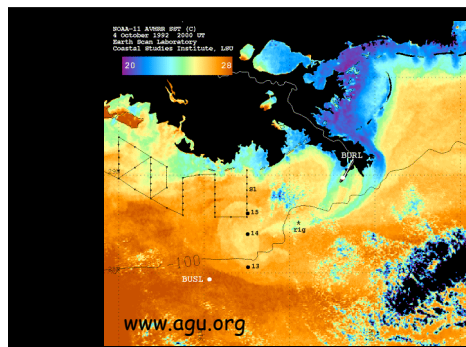 NOAA-11 AVHRR SST (C)
4 October 1992 2000 UT
Earth Scan Laboratory
Coastal Studies Institute, LSU
20 28
BURL
S1
15
rig
14
100
13
BUSL
www.agu.org